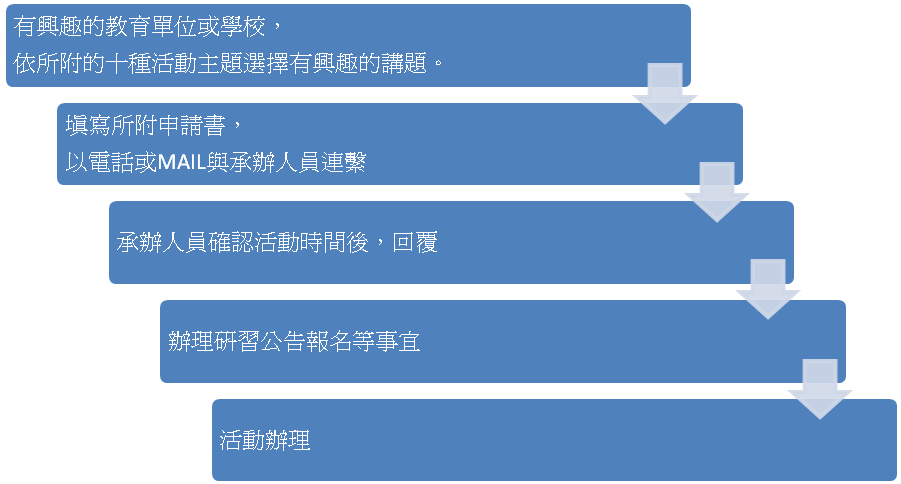 有興趣的教育單位或學校，
依所附的十種活動主題選擇有興趣的講題。
填寫所附申請書，
以電話或MAIL與承辦人員連繫
承辦人員確認活動時間後，回覆
辦理研習公告報名等事宜
活動辦理